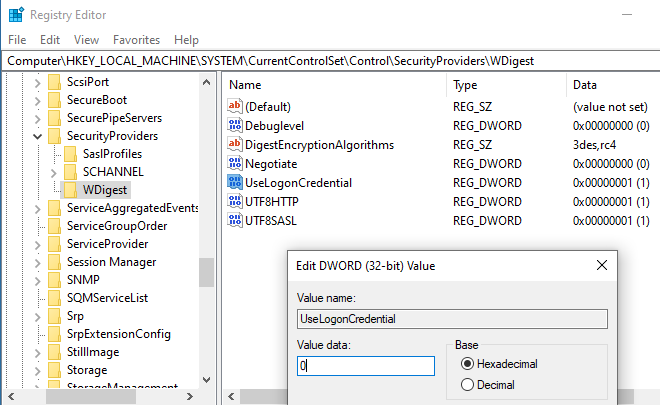 Registry Editor
File Edit View Favorites Help
Computer\HKEY_LOCAL_MACHINE\SYSTEM\CurrentControlSet\Control\SecurityProviders\WDigest
ScsiPort
SecureBoot
SecurePipeServers
SecurityProviders
SaslProfiles
SCHANNEL
WDigest
ServiceAggregatedEvents
ServiceGroupOrder
ServiceProvider
Session Manager
SNMP
SQMServiceList
Srp
SrpExtensionConfig
StillImage
Storage
StorageManagement
Name Type Data
(Default) REG_SZ (value not set)
Debuglevel REG_DWORD 0x00000000 (0)
DigestEncryptionAlgorithms REG_SZ 3des,rc4
Negotiate REG_DWORD 0x00000000 (0)
UseLogonCredential REG_DWORD 0x00000001 (1)
UTF8HTTP REG_DWORD 0x00000001 (1)
UTF8SASL REG_DWORD 0x00000001 (1)
Edit DWORD (32-bit) Value
Value name:
UseLogonCredential
Value data:
0
Base
Hexadecimal
Decimal